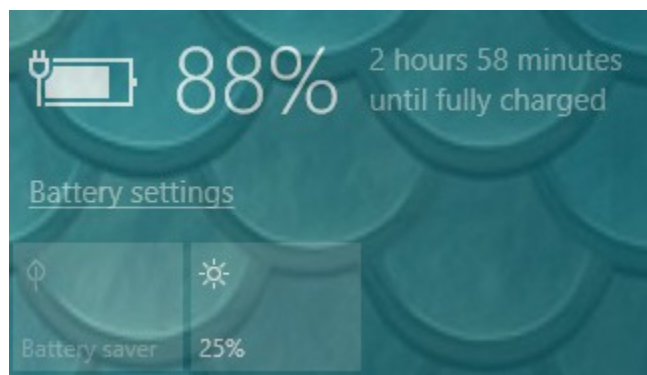 88%
2 hours 58 minutes
until fully charged
Battery settings
Battery saver
25%